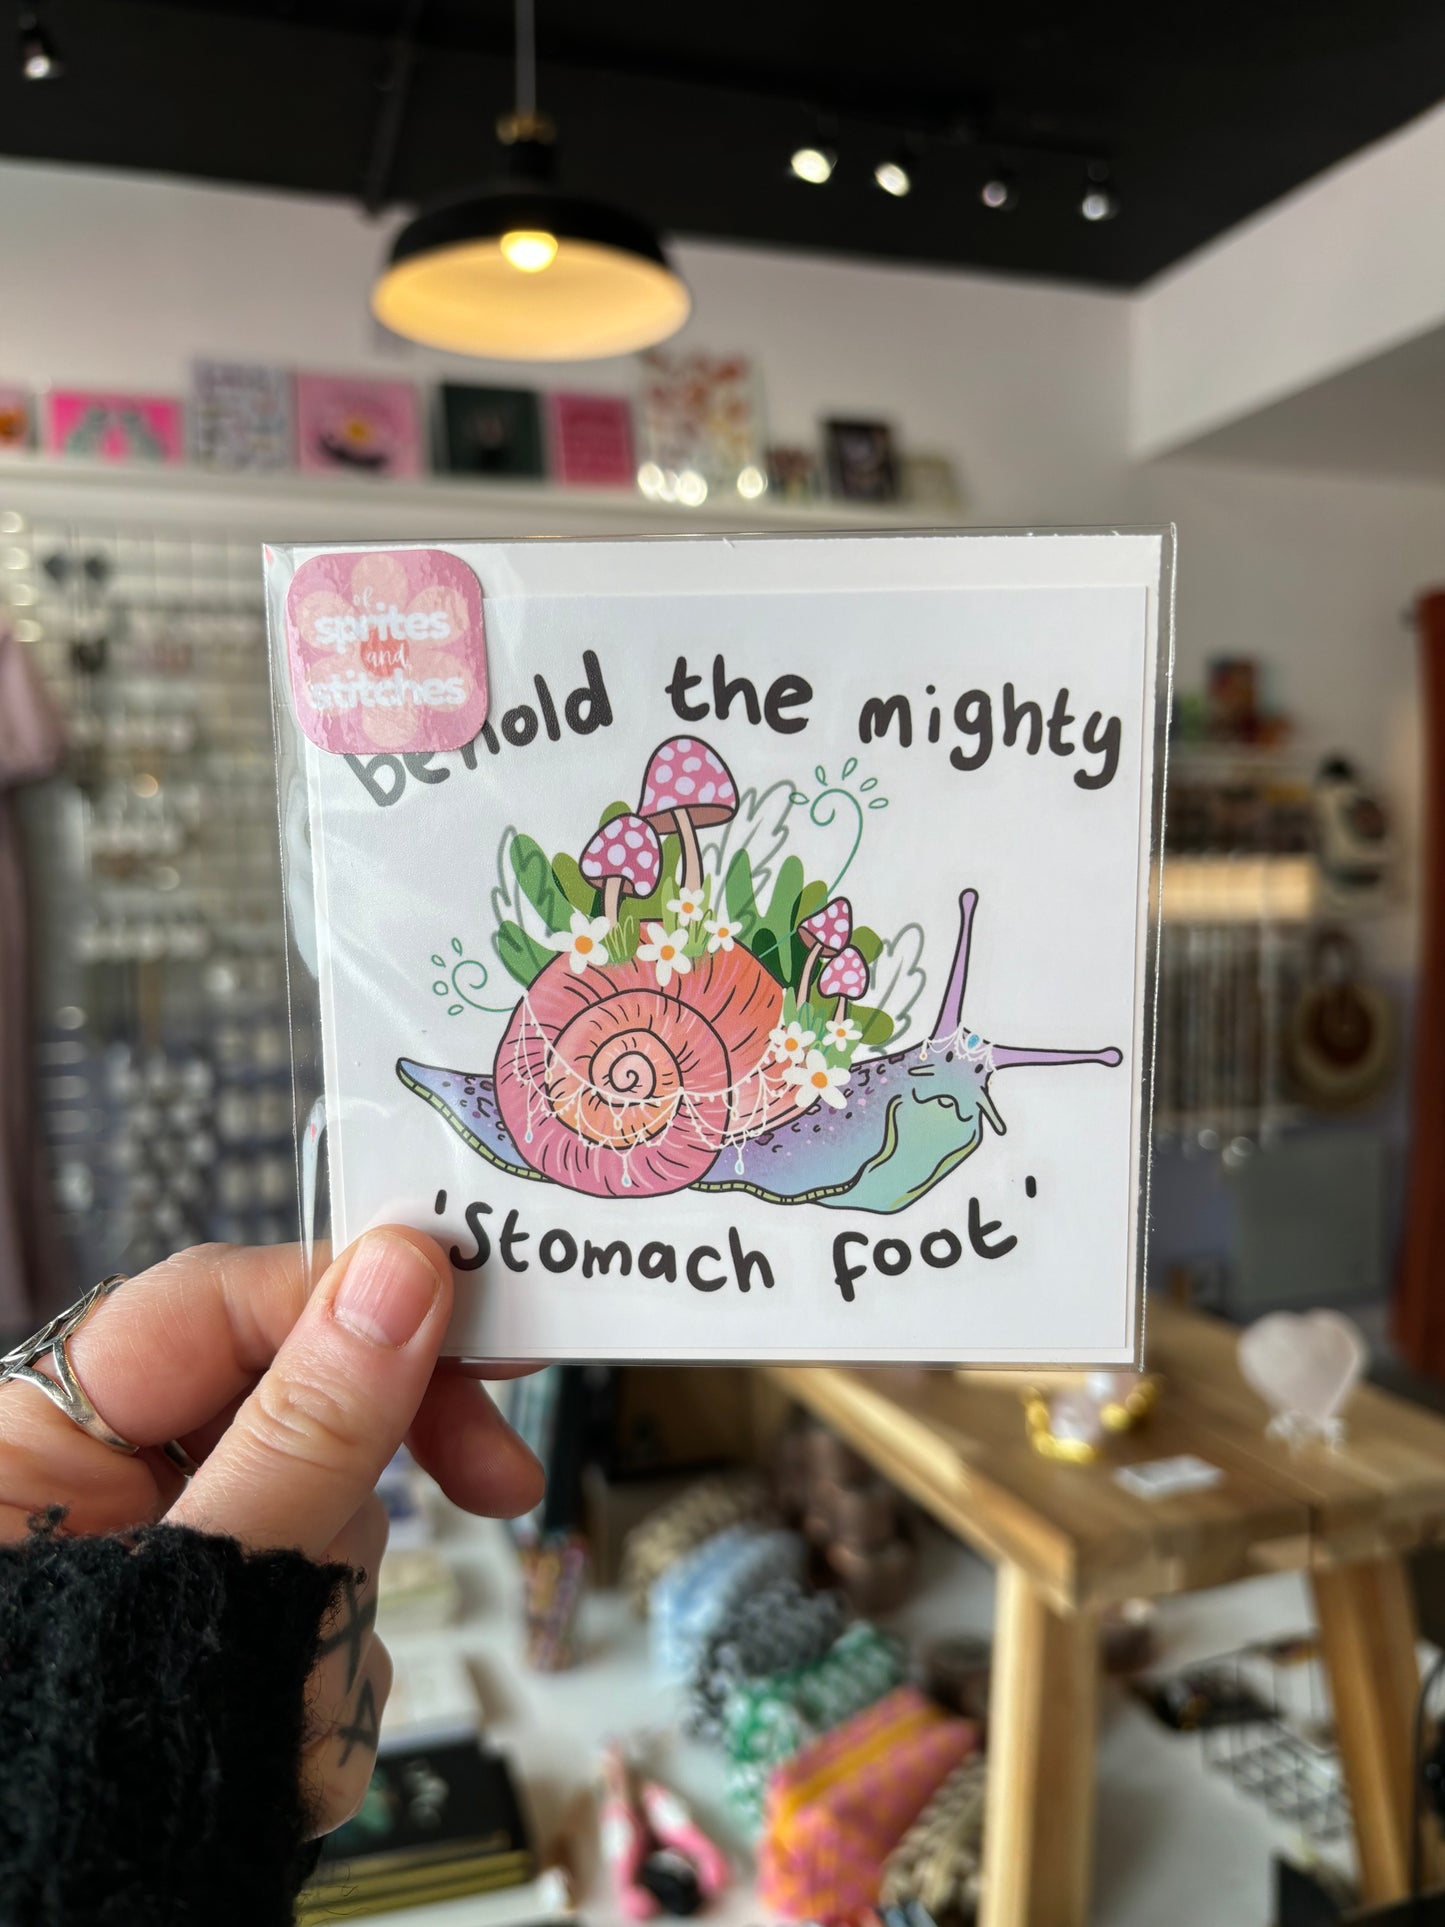 of
sprites
and
stitches
behold the mighty
'Stomach foot'